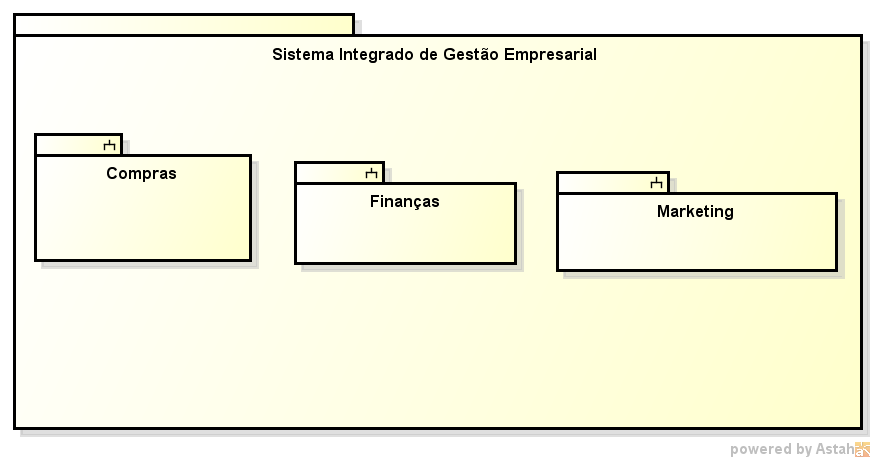 Sistema Integrado de Gestão Empresarial
Compras
Finanças
Marketing
powered by Astah